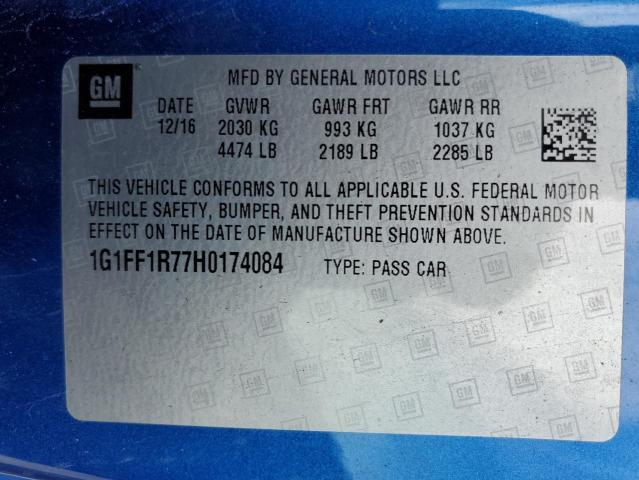 GM
MFD BY GENERAL MOTORS LLC
DATE GVWR GAWR FRT GAWR RR
12/16 2030 KG 993 KG 1037 KG
4474 LB 2189 LB 2285 LB
THIS VEHICLE CONFORMS TO ALL APPLICABLE U.S. FEDERAL MOTOR
VEHICLE SAFETY, BUMPER, AND THEFT PREVENTION STANDARDS IN
EFFECT ON THE DATE OF MANUFACTURE SHOWN ABOVE.
1G1FF1R77H0174084 TYPE: PASS CAR